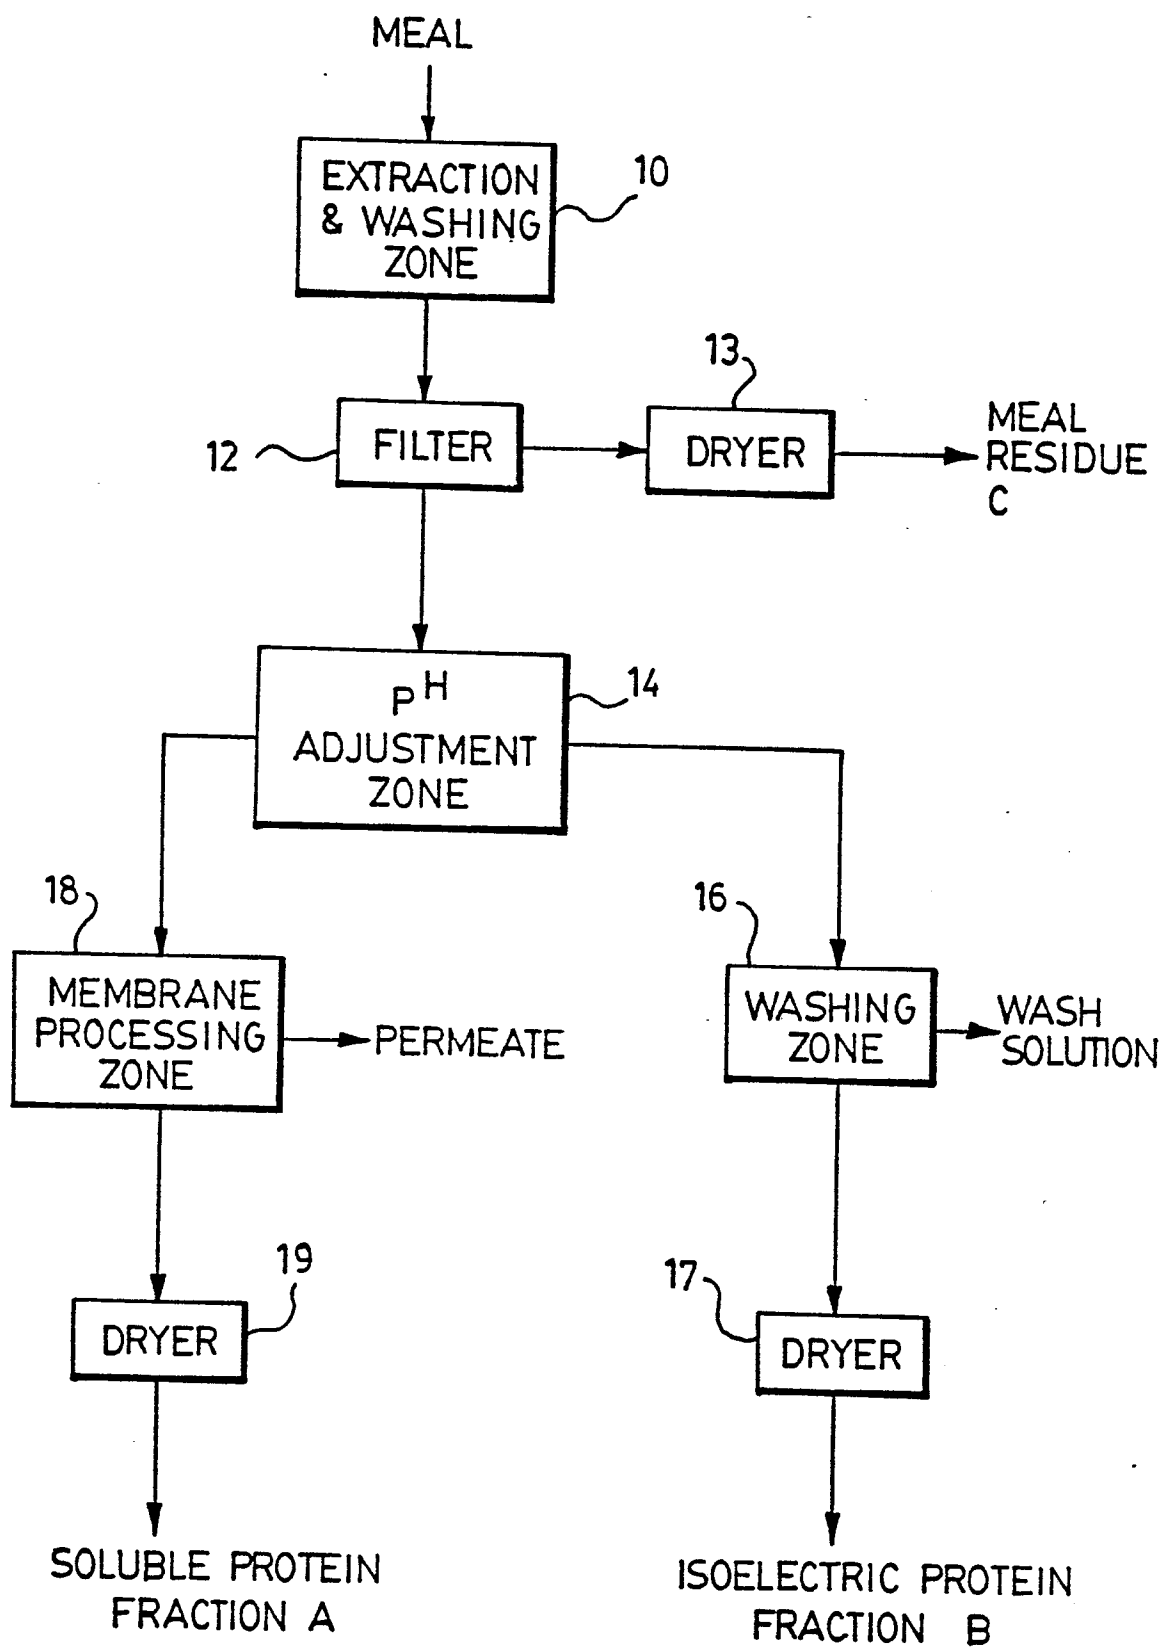 MEAL
EXTRACTION
& WASHING
ZONE
10
13
12
FILTER
DRYER
MEAL
RESIDUE
C
PH
ADJUSTMENT
ZONE
14
18
16
MEMBRANE
PROCESSING
ZONE
PERMEATE
WASHING
ZONE
WASH
SOLUTION
19
17
DRYER
DRYER
SOLUBLE PROTEIN
FRACTION A
ISOELECTRIC PROTEIN
FRACTION B